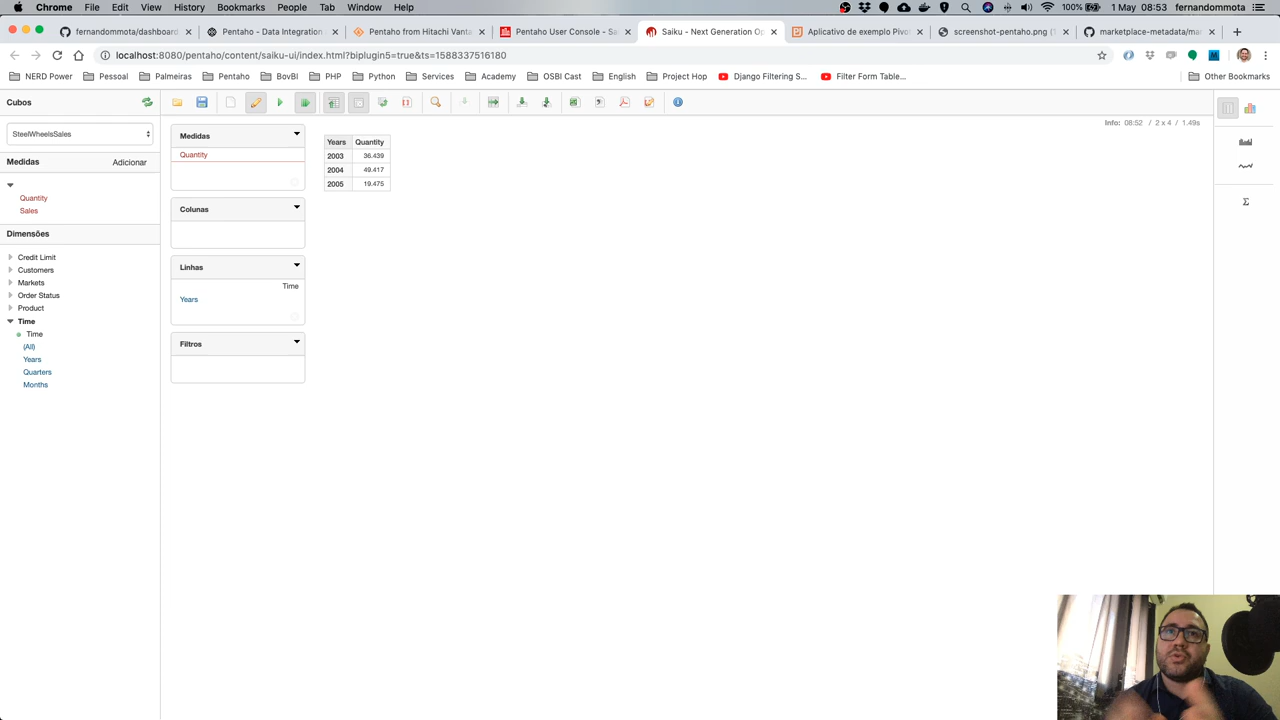 Chrome File Edit View History Bookmarks People Tab Window Help 100% 1 May 08:53 fernandommota
fernandommota/dashboard Pentaho - Data Integration Pentaho from Hitachi Vanta Pentaho User Console - Sa Saiku - Next Generation Op Aplicativo de exemplo Pivot screenshot-pentaho.png (1 marketplace-metadata/mar
localhost:8080/pentaho/content/saiku-ui/index.html?biplugin5=true&ts=1588337516180
NERD Power Pessoal Palmeiras Pentaho BovBI PHP Python Services Academy OSBI Cast English Project Hop Django Filtering S... Filter Form Table... Other Bookmarks
Cubos
Info: 08:52 / 2 x 4 / 1.49s
SteelWheelsSales
Medidas Adicionar
Quantity
Sales
Dimensões
Credit Limit
Customers
Markets
Order Status
Product
Time
Time
(All)
Years
Quarters
Months
Medidas
Quantity
Colunas
Linhas
Time
Years
Filtros
Years Quantity
2003 36.439
2004 49.417
2005 19.475
Σ